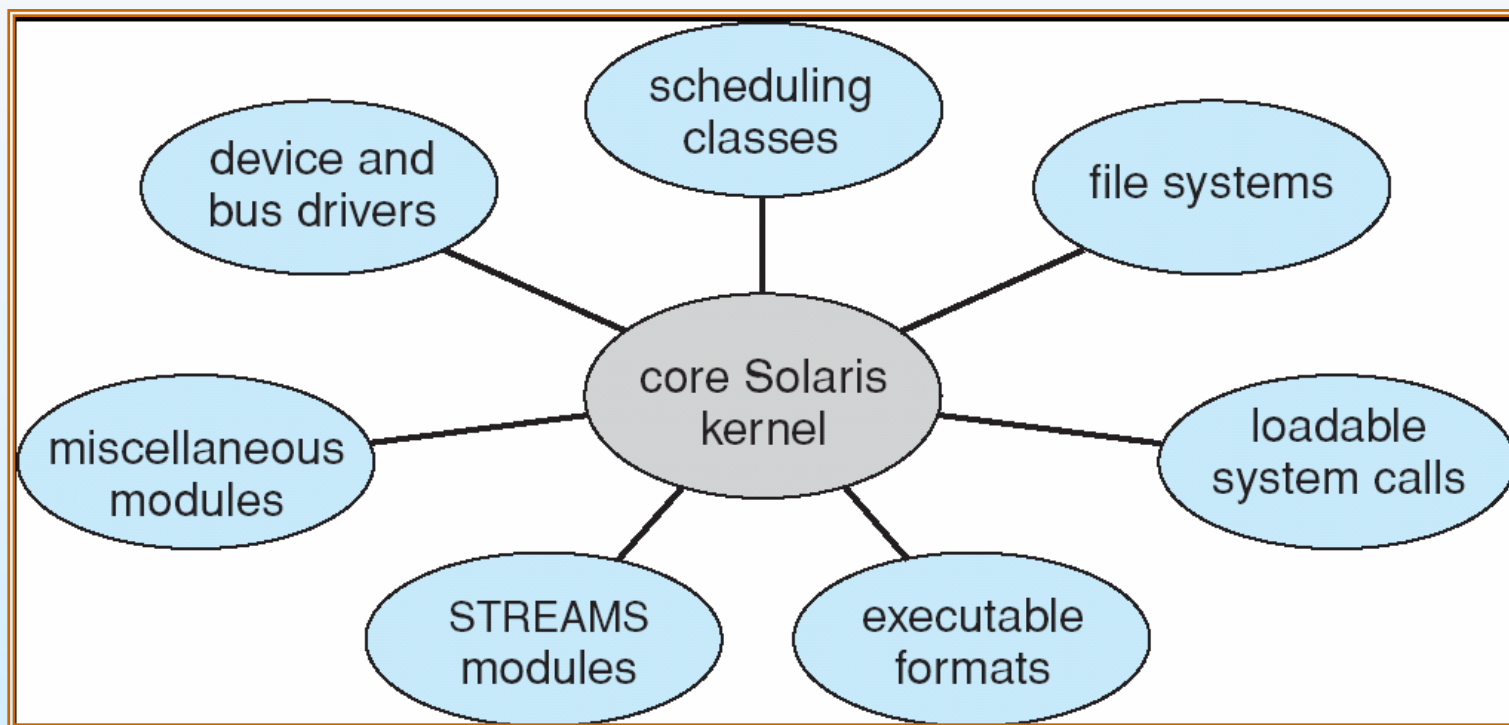 scheduling
classes
device and
bus drivers
file systems
core Solaris
kernel
miscellaneous
modules
loadable
system calls
STREAMS
modules
executable
formats